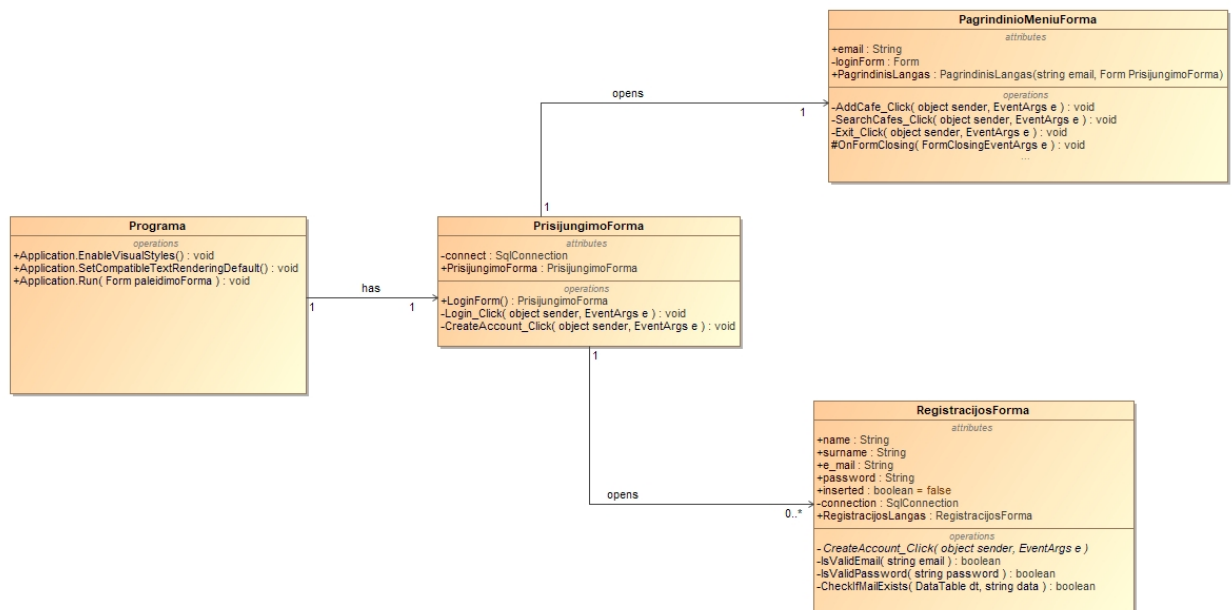 PagrindinioMeniuForma
attributes
+email : String
-loginForm : Form
+PagrindinisLangas : PagrindinisLangas(string email, Form PrisijungimoForma)
operations
-AddCafe_Click( object sender, EventArgs e ) : void
-SearchCafes_Click( object sender, EventArgs e ) : void
-Exit_Click( object sender, EventArgs e ) : void
#OnFormClosing( FormClosingEventArgs e ) : void
...
opens
1
1
Programa
operations
+Application.EnableVisualStyles() : void
+Application.SetCompatibleTextRenderingDefault() : void
+Application.Run( Form paleidimoForma ) : void
has
1
1
PrisijungimoForma
attributes
-connect : SqlConnection
+PrisijungimoForma : PrisijungimoForma
operations
+LoginForm() : PrisijungimoForma
-Login_Click( object sender, EventArgs e ) : void
-CreateAccount_Click( object sender, EventArgs e ) : void
1
opens
0..*
RegistracijosForma
attributes
+name : String
+surname : String
+e_mail : String
+password : String
+inserted : boolean = false
-connection : SqlConnection
+RegistracijosLangas : RegistracijosForma
operations
- CreateAccount_Click( object sender, EventArgs e )
-IsValidEmail( string email ) : boolean
-IsValidPassword( string password ) : boolean
-CheckIfMailExists( DataTable dt, string data ) : boolean